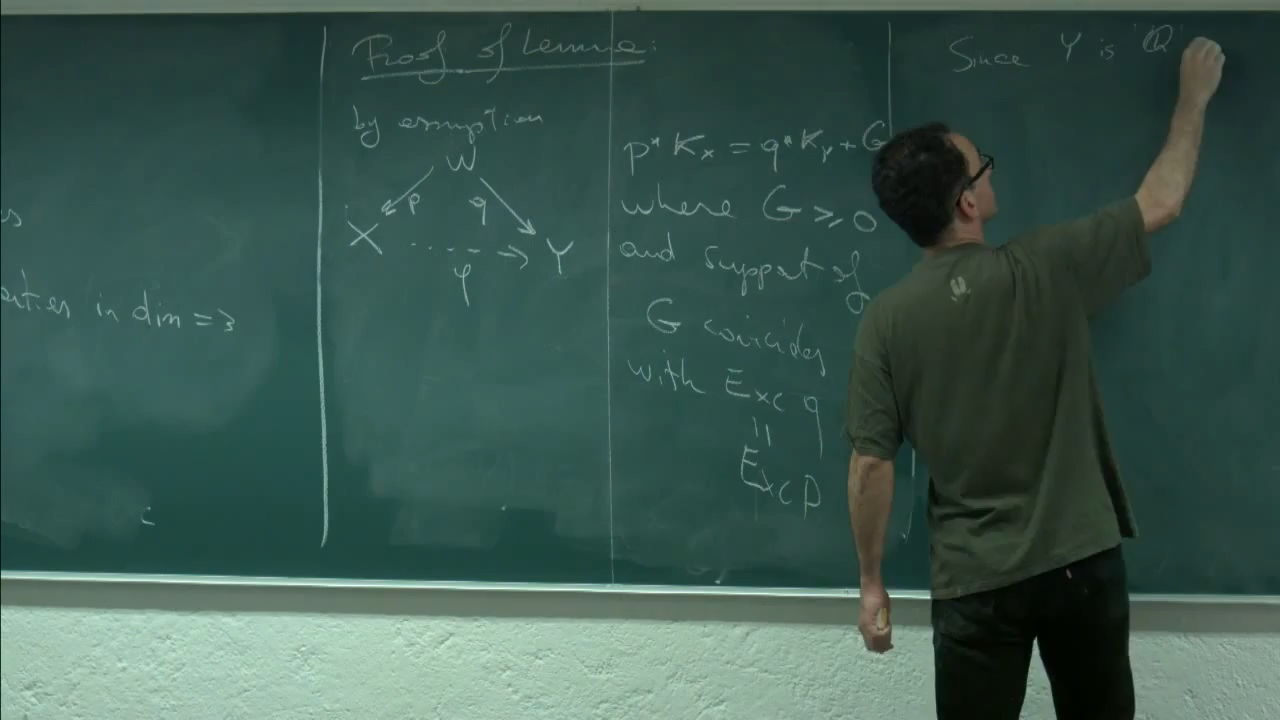 s
erties in dim = 3
Proof of Lemma:
by assumption
W
p q
X ----> Y
φ
p* K_X = q* K_Y + G
where G ≥ 0
and support of
G coincides
with Exc q
||
Exc p
Since Y is Q